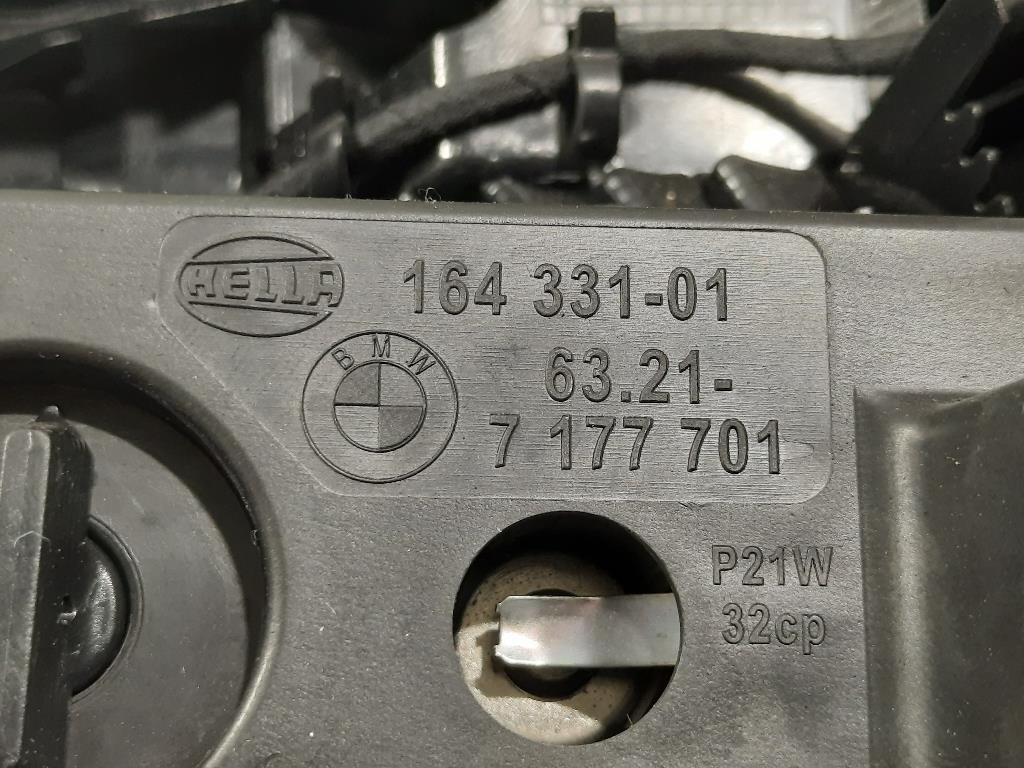 HELLA 164 331-01
BMW 63.21-
7 177 701
P21W
32cp